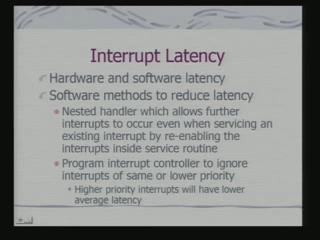 Interrupt Latency
Hardware and software latency
Software methods to reduce latency
Nested handler which allows further
interrupts to occur even when servicing an
existing interrupt by re-enabling the
interrupts inside service routine
Program interrupt controller to ignore
interrupts of same or lower priority
Higher priority interrupts will have lower
average latency